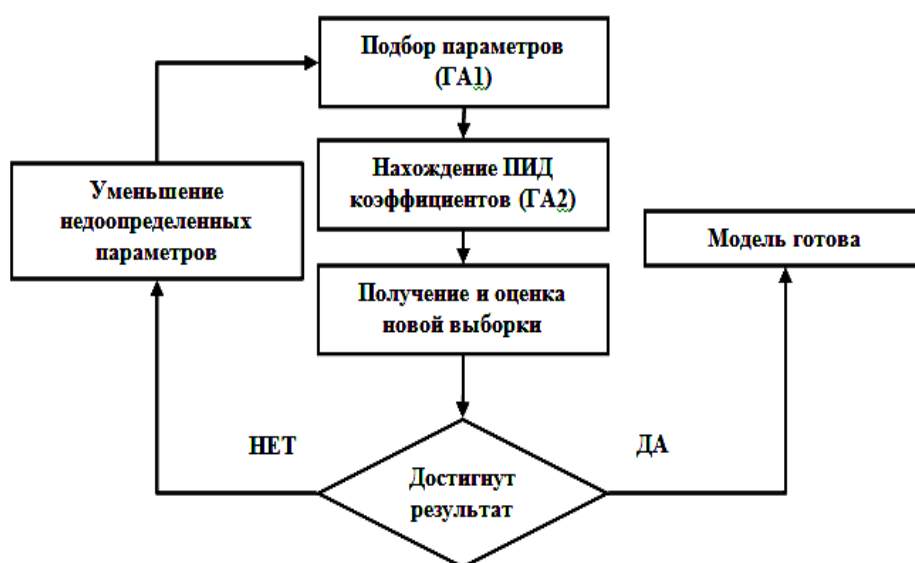 Подбор параметров
(ГА1)
Нахождение ПИД
коэффициентов (ГА2)
Уменьшение
недоопределенных
параметров
Модель готова
Получение и оценка
новой выборки
НЕТ
ДА
Достигнут
результат